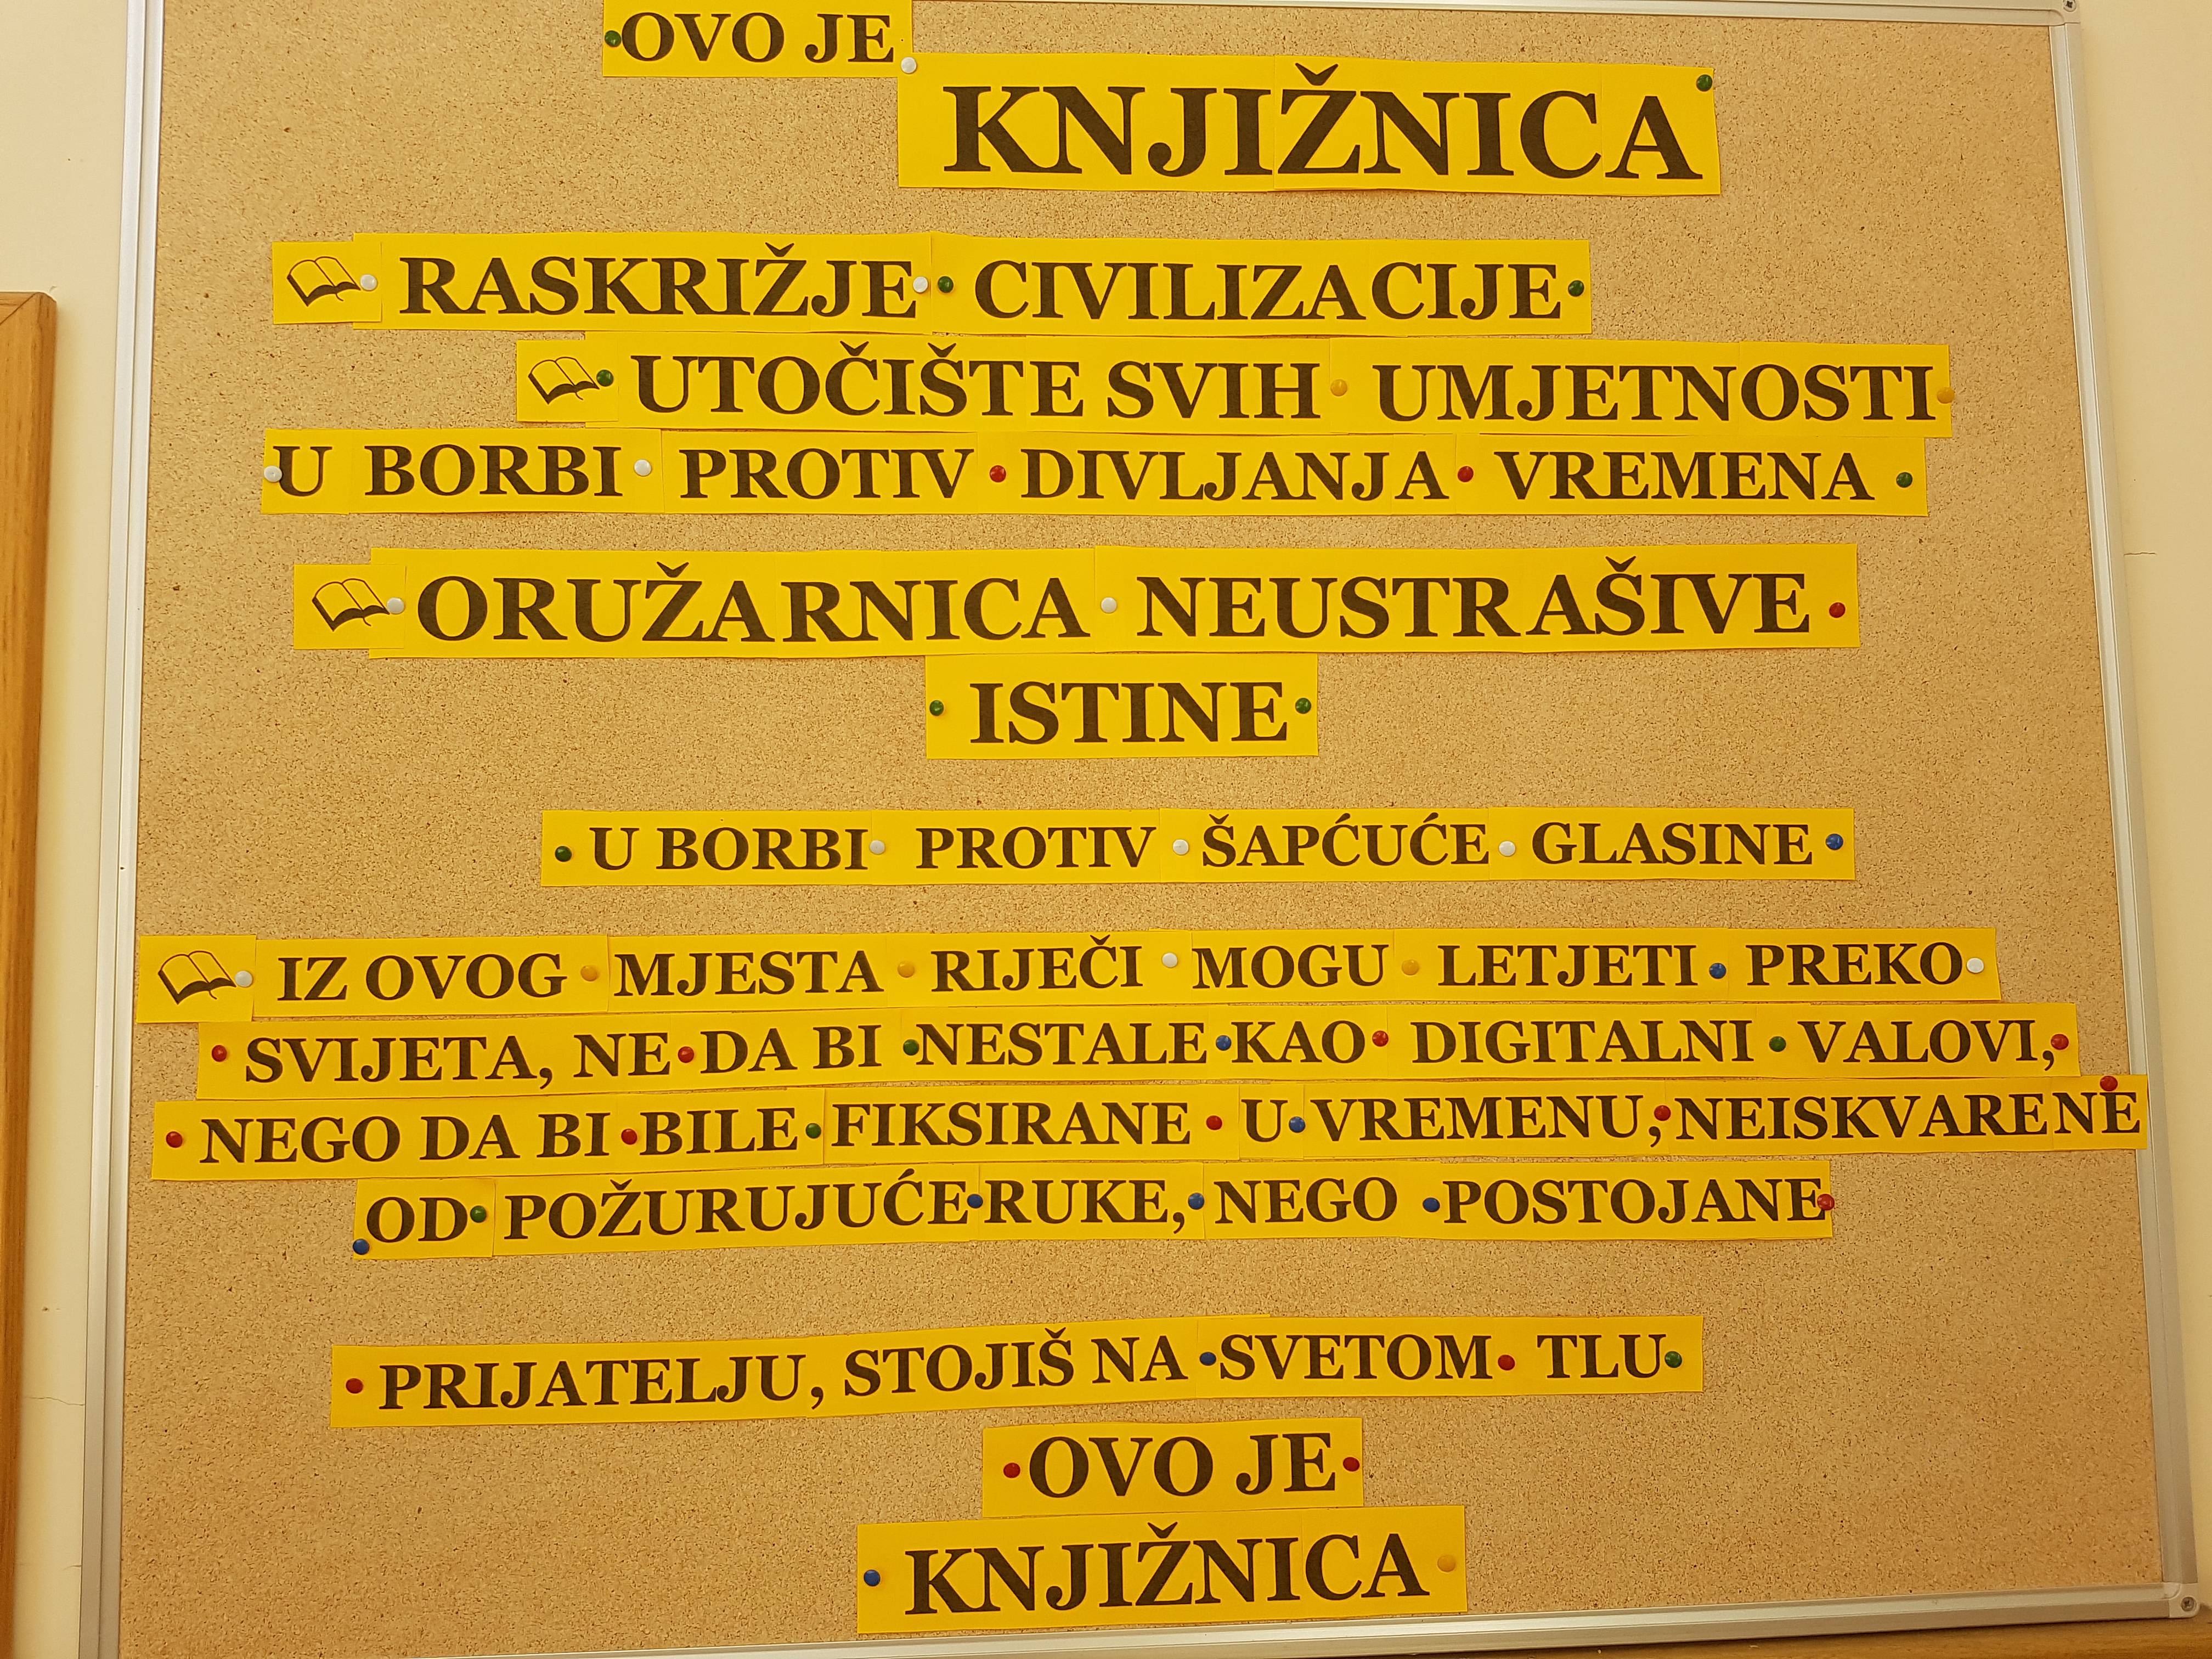 OVO JE
KNJIŽNICA
RASKRIŽJE CIVILIZACIJE
UTOČIŠTE SVIH UMJETNOSTI
U BORBI PROTIV DIVLJANJA VREMENA
ORUŽARNICA NEUSTRAŠIVE
ISTINE
U BORBI PROTIV ŠAPĆUĆE GLASINE
IZ OVOG MJESTA RIJEČI MOGU LETJETI PREKO
SVIJETA, NE DA BI NESTALE KAO DIGITALNI VALOVI,
NEGO DA BI BILE FIKSIRANE U VREMENU, NEISKVARENE
OD POŽURUJUĆE RUKE, NEGO POSTOJANE
PRIJATELJU, STOJIŠ NA SVETOM TLU
OVO JE
KNJIŽNICA